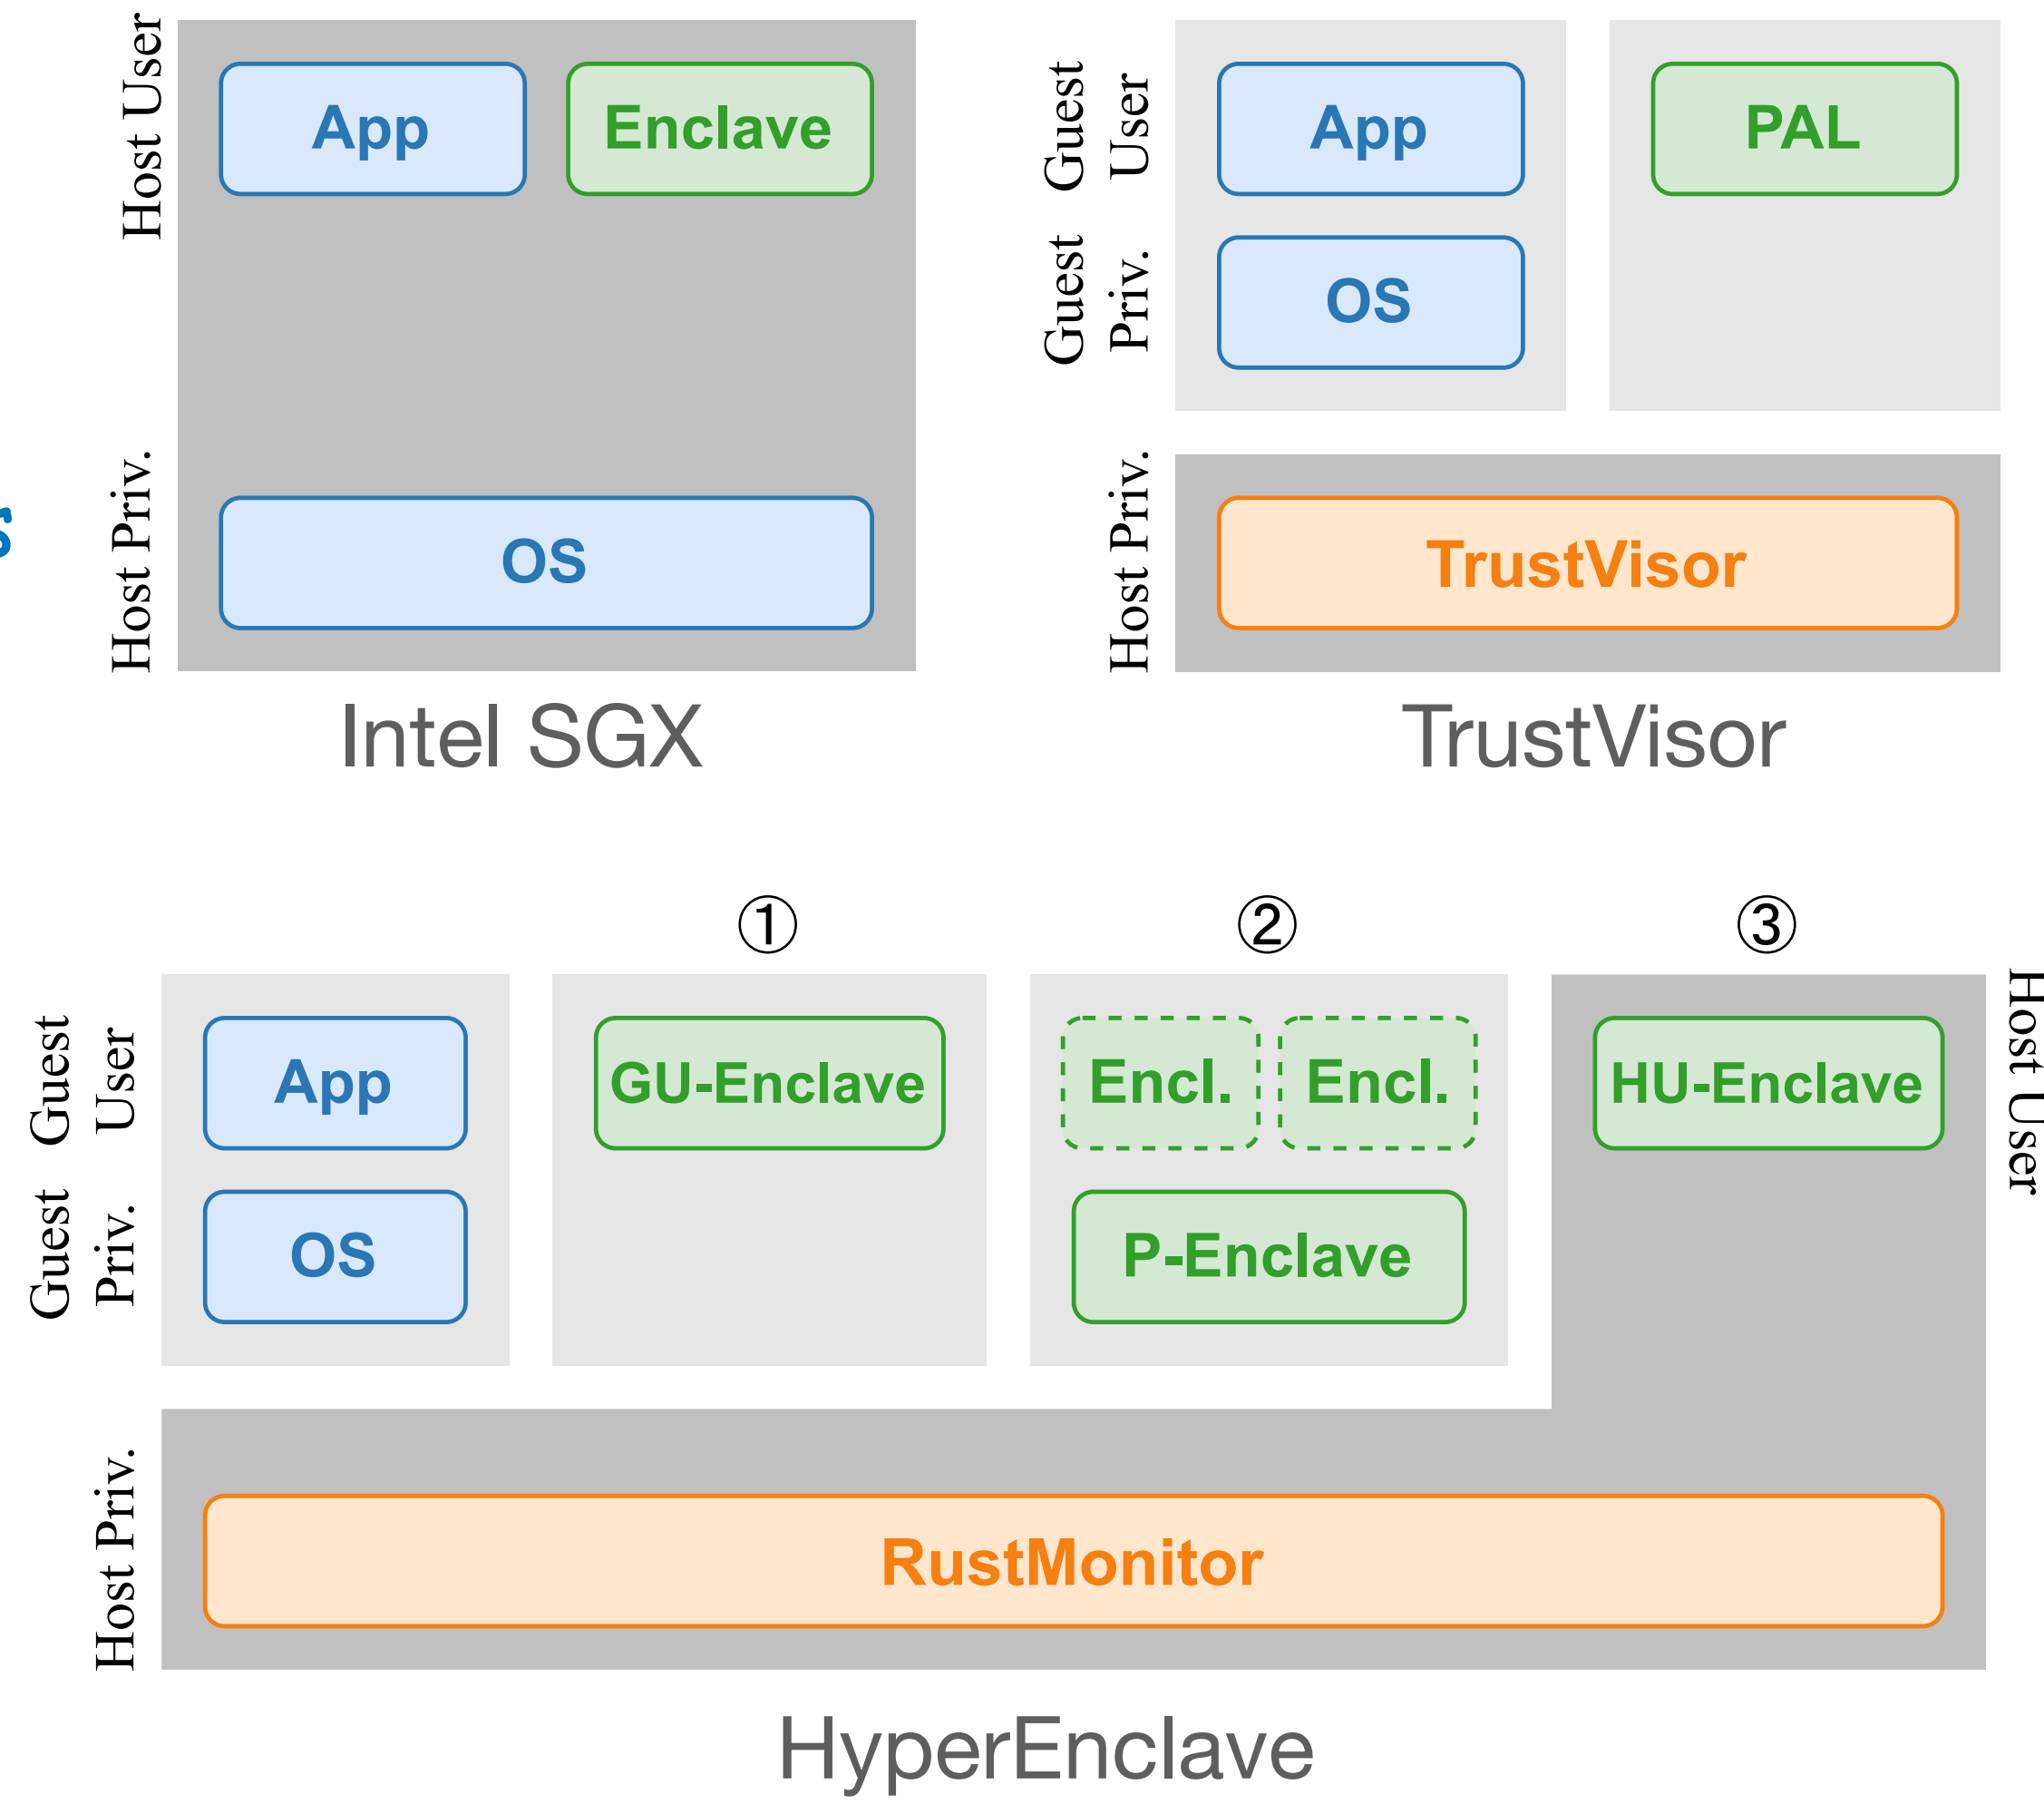 Host User
App
Enclave
Host Priv.
OS
Intel SGX
Guest
User
App
PAL
Guest
Priv.
OS
Host Priv.
TrustVisor
TrustVisor
①
②
③
Guest
User
App
GU-Enclave
Encl.
Encl.
HU-Enclave
Host User
Guest
Priv.
OS
P-Enclave
Host Priv.
RustMonitor
HyperEnclave